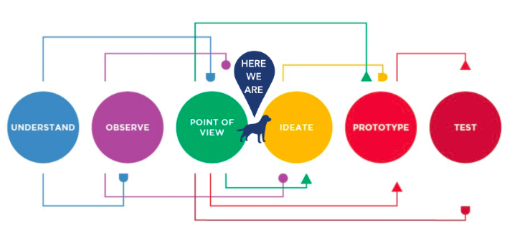 HERE
WE
ARE
UNDERSTAND
OBSERVE
POINT OF
VIEW
IDEATE
PROTOTYPE
TEST